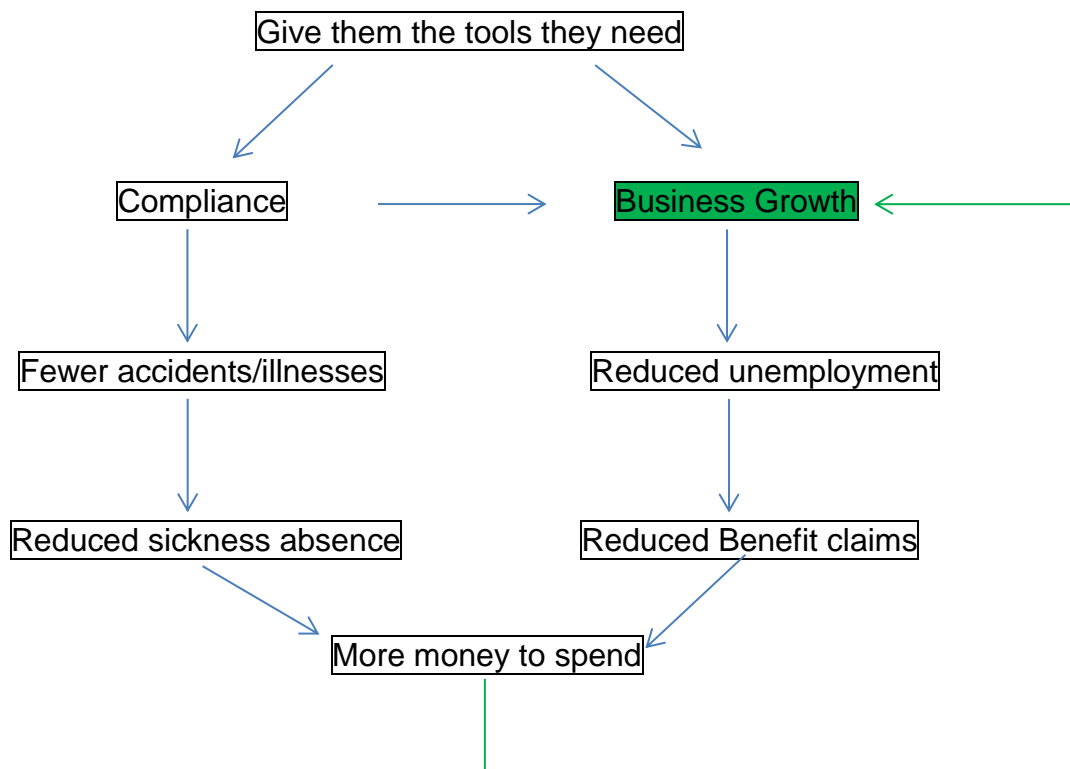 Give them the tools they need
Compliance
Business Growth
Fewer accidents/illnesses
Reduced unemployment
Reduced sickness absence
Reduced Benefit claims
More money to spend